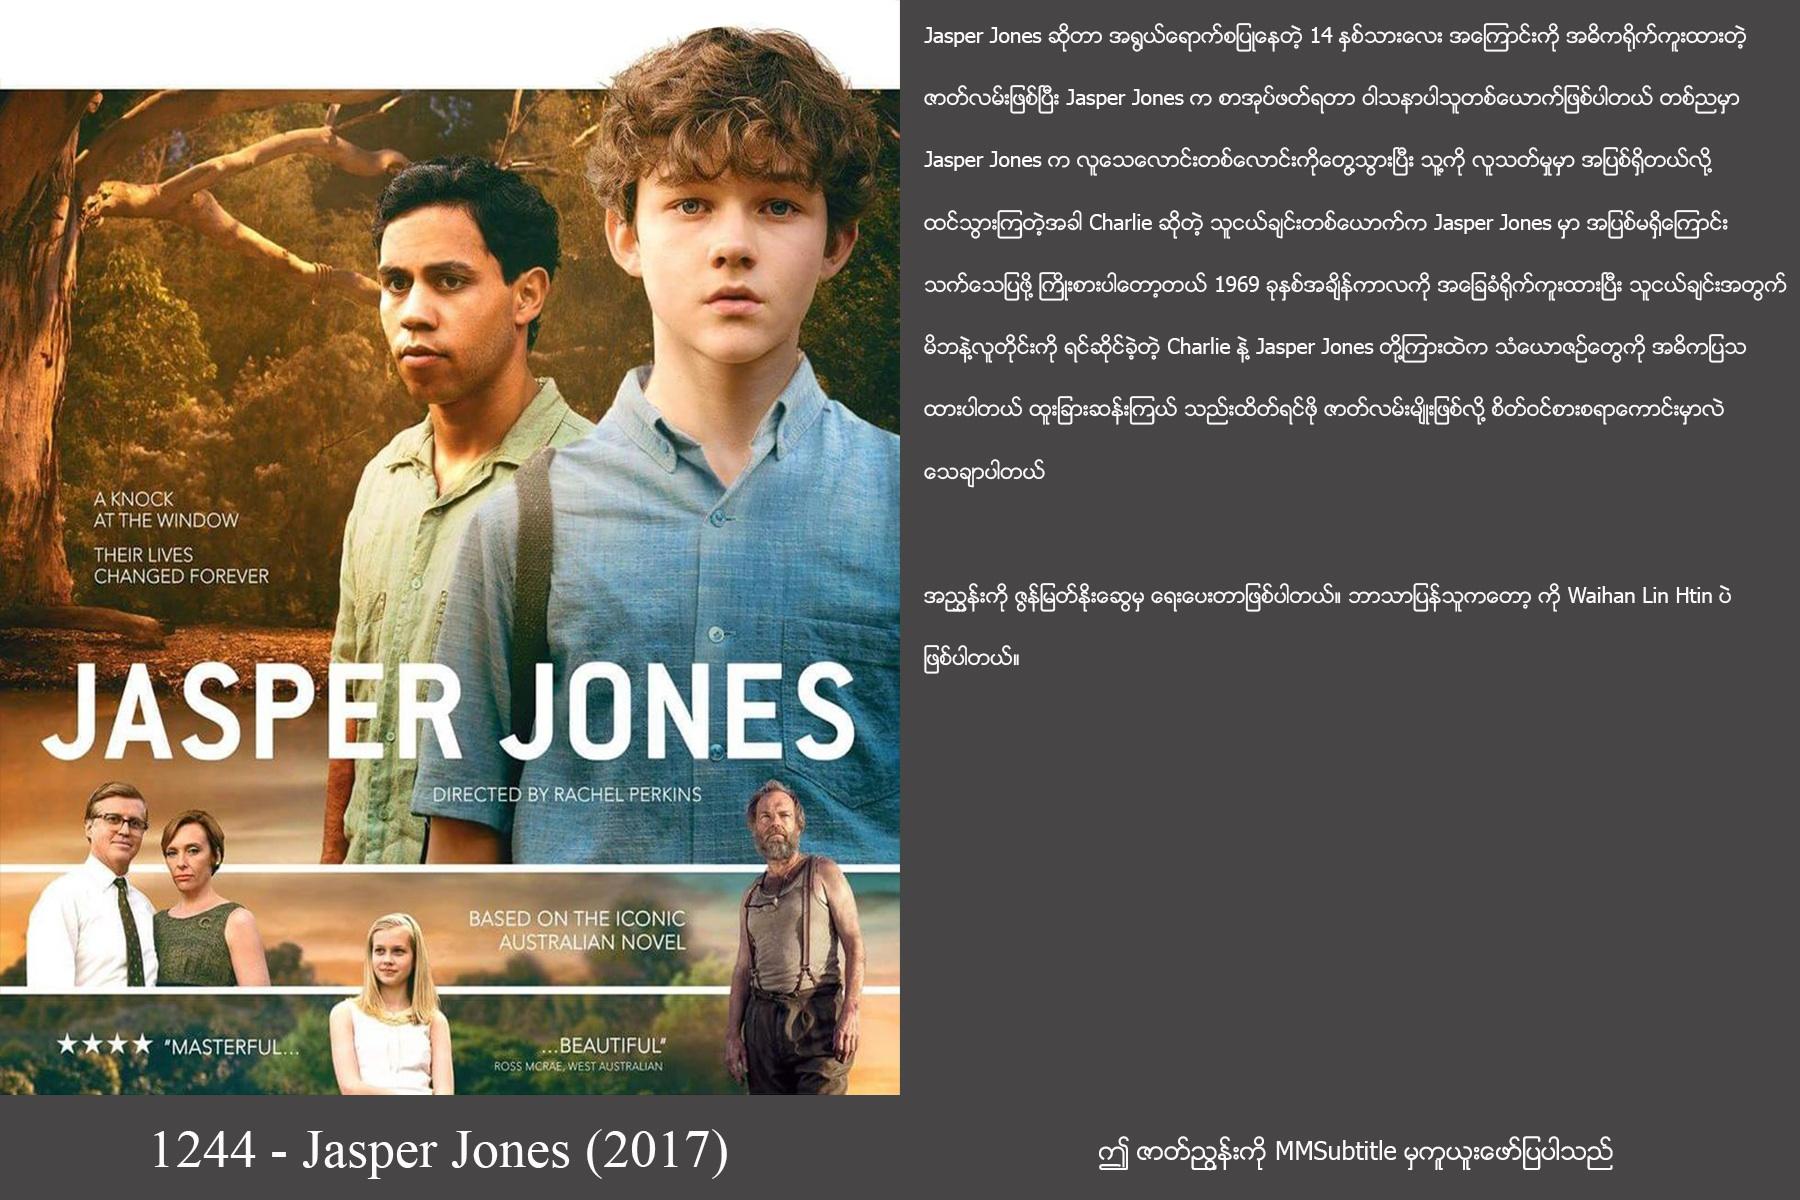 A KNOCK
AT THE WINDOW
THEIR LIVES
CHANGED FOREVER
JASPER JONES
DIRECTED BY RACHEL PERKINS
BASED ON THE ICONIC
AUSTRALIAN NOVEL
★★★★ "MASTERFUL...
...BEAUTIFUL"
ROSS MCRAE, WEST AUSTRALIAN
1244 - Jasper Jones (2017)
Jasper Jones ဆိုတာ အရွယ်ရောက်စပြုနေတဲ့ 14 နှစ်သားလေး အကြောင်းကို အဓိကရိုက်ကူးထားတဲ့
ဇာတ်လမ်းဖြစ်ပြီး Jasper Jones က စာအုပ်ဖတ်ရတာ ဝါသနာပါသူတစ်ယောက်ဖြစ်ပါတယ် တစ်ညမှာ
Jasper Jones က လူသေလောင်းတစ်လောင်းကိုတွေ့သွားပြီး သူ့ကို လူသတ်မှုမှာ အပြစ်ရှိတယ်လို့
ထင်သွားကြတဲ့အခါ Charlie ဆိုတဲ့ သူငယ်ချင်းတစ်ယောက်က Jasper Jones မှာ အပြစ်မရှိကြောင်း
သက်သေပြဖို့ ကြိုးစားပါတော့တယ် 1969 ခုနှစ်အချိန်ကာလကို အခြေခံရိုက်ကူးထားပြီး သူငယ်ချင်းအတွက်
မိဘနဲ့လူတိုင်းကို ရင်ဆိုင်ခဲ့တဲ့ Charlie နဲ့ Jasper Jones တို့ကြားထဲက သံယောဇဉ်တွေကို အဓိကပြသ
ထားပါတယ် ထူးခြားဆန်းကြယ် သည်းထိတ်ရင်ဖို ဇာတ်လမ်းမျိုးဖြစ်လို့ စိတ်ဝင်စားစရာကောင်းမှာလဲ
သေချာပါတယ်
အညွှန်းကို ဇွန်မြတ်နိုးဆွေမှ ရေးပေးတာဖြစ်ပါတယ်။ ဘာသာပြန်သူကတော့ ကို Waihan Lin Htin ပဲ
ဖြစ်ပါတယ်။
ဤ ဇာတ်ညွှန်းကို MMSubtitle မှကူယူးဖော်ပြပါသည်